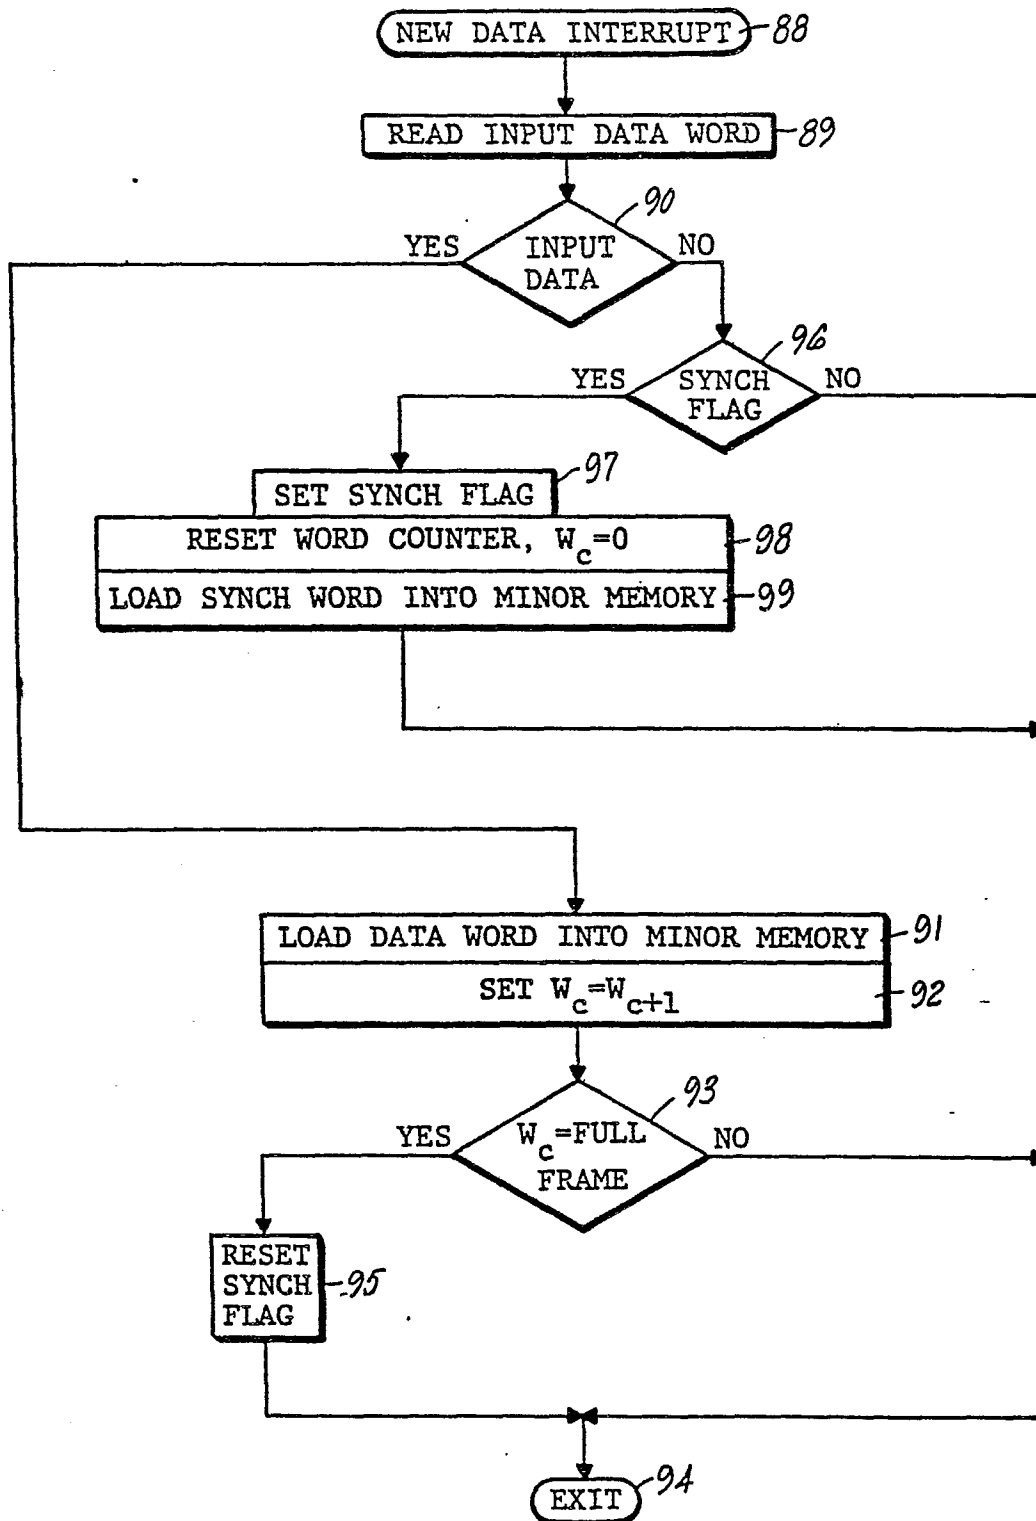 NEW DATA INTERRUPT 88
READ INPUT DATA WORD 89
90
YES INPUT DATA NO
96
YES SYNCH FLAG NO
97
SET SYNCH FLAG
RESET WORD COUNTER, Wc=0 98
LOAD SYNCH WORD INTO MINOR MEMORY 99
LOAD DATA WORD INTO MINOR MEMORY 91
SET Wc=Wc+1 92
93
YES Wc=FULL FRAME NO
RESET
SYNCH 95
FLAG
EXIT 94